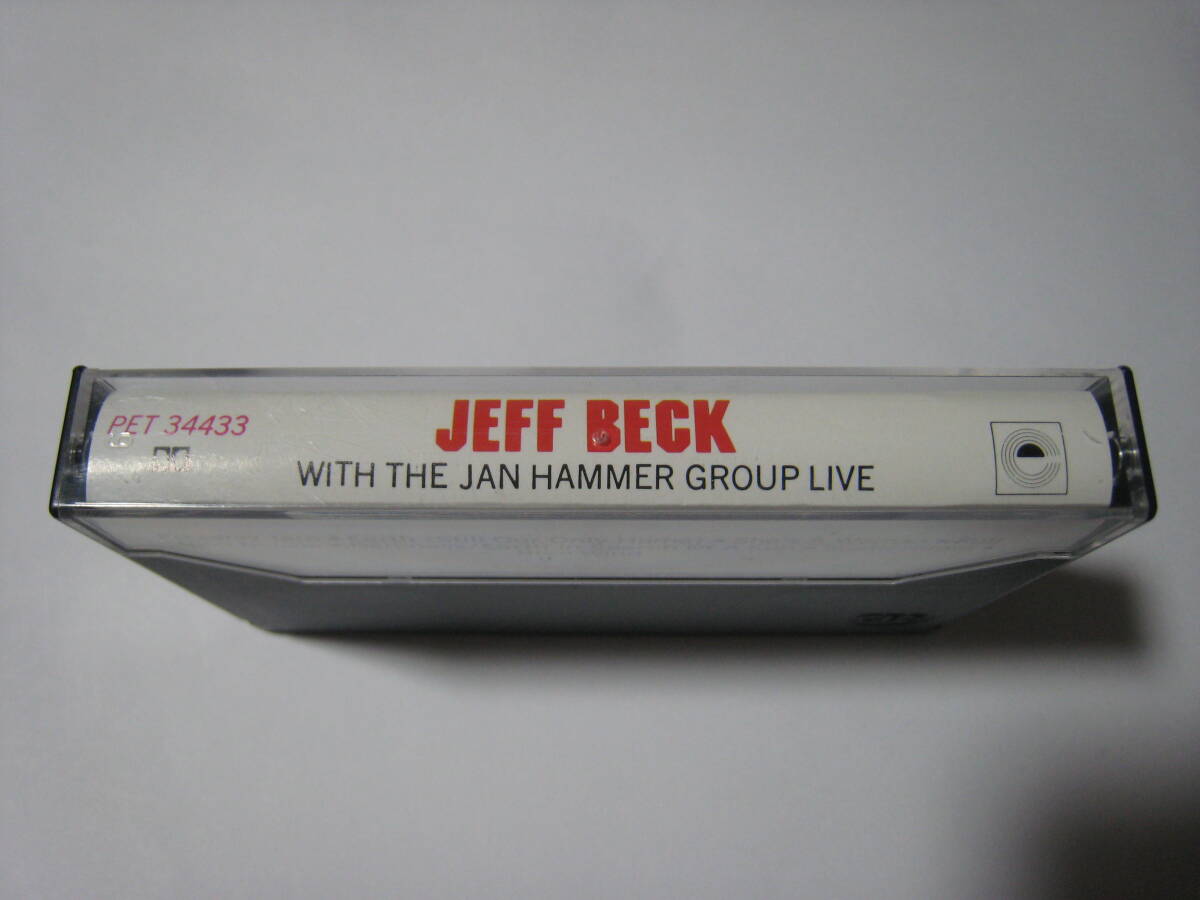 PET 34433
JEFF BECK
WITH THE JAN HAMMER GROUP LIVE